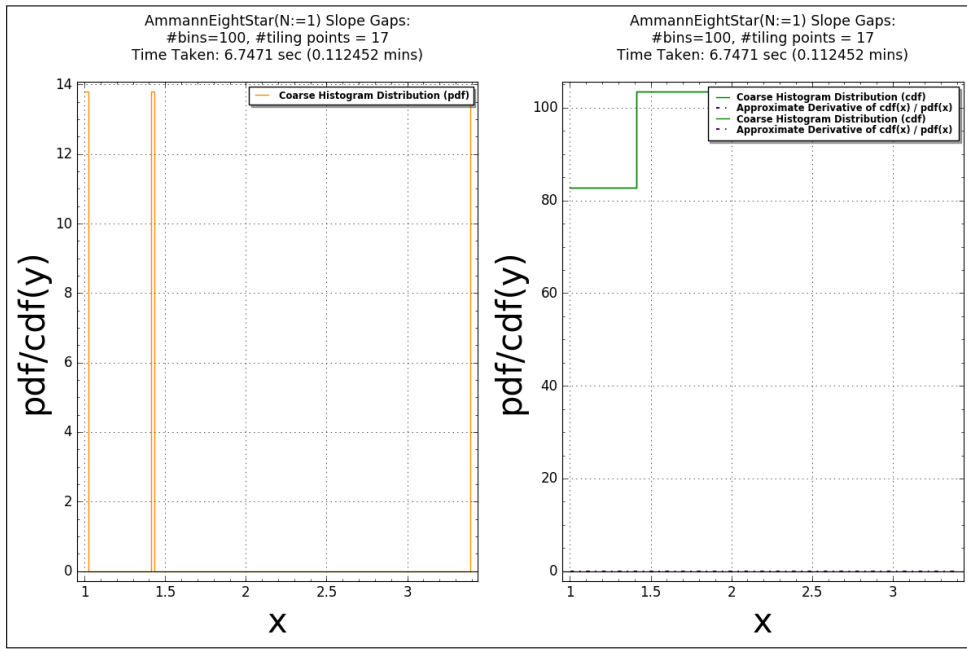 AmmannEightStar(N:=1) Slope Gaps:
#bins=100, #tiling points = 17
Time Taken: 6.7471 sec (0.112452 mins)
Coarse Histogram Distribution (pdf)
14
12
10
8
6
4
2
0
1
1.5
2
2.5
3
pdf/cdf(y)
x
AmmannEightStar(N:=1) Slope Gaps:
#bins=100, #tiling points = 17
Time Taken: 6.7471 sec (0.112452 mins)
Coarse Histogram Distribution (cdf)
Approximate Derivative of cdf(x) / pdf(x)
Coarse Histogram Distribution (cdf)
Approximate Derivative of cdf(x) / pdf(x)
100
80
60
40
20
0
1
1.5
2
2.5
3
pdf/cdf(y)
x